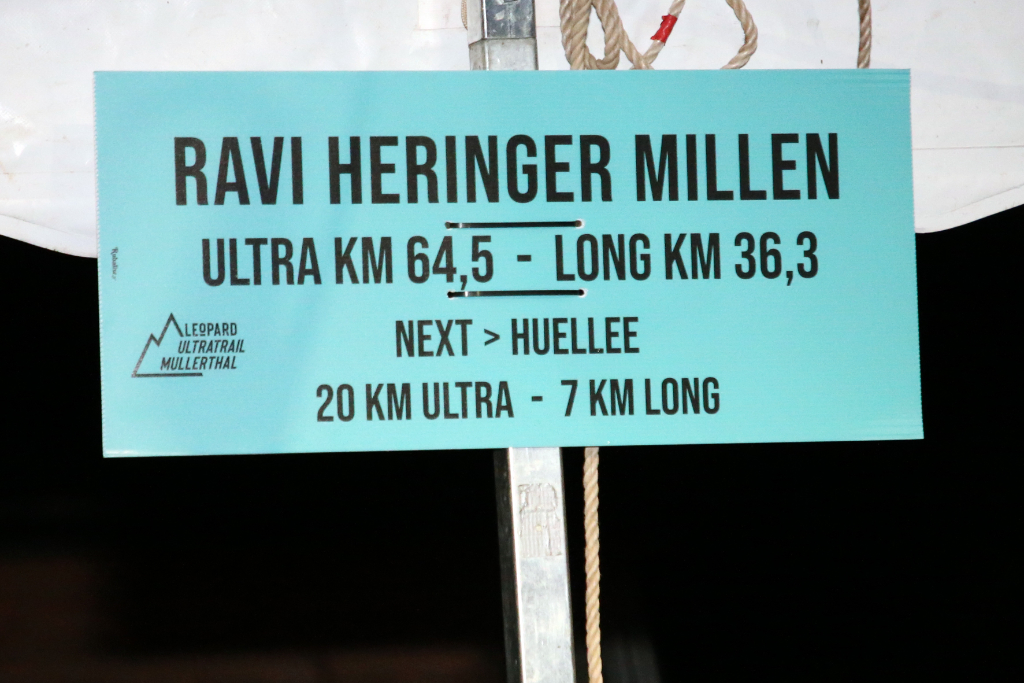 RAVI HERINGER MILLEN
ULTRA KM 64,5 - LONG KM 36,3
NEXT > HUELLEE
20 KM ULTRA - 7 KM LONG
LEOPARD
ULTRATRAIL
MULLERTHAL